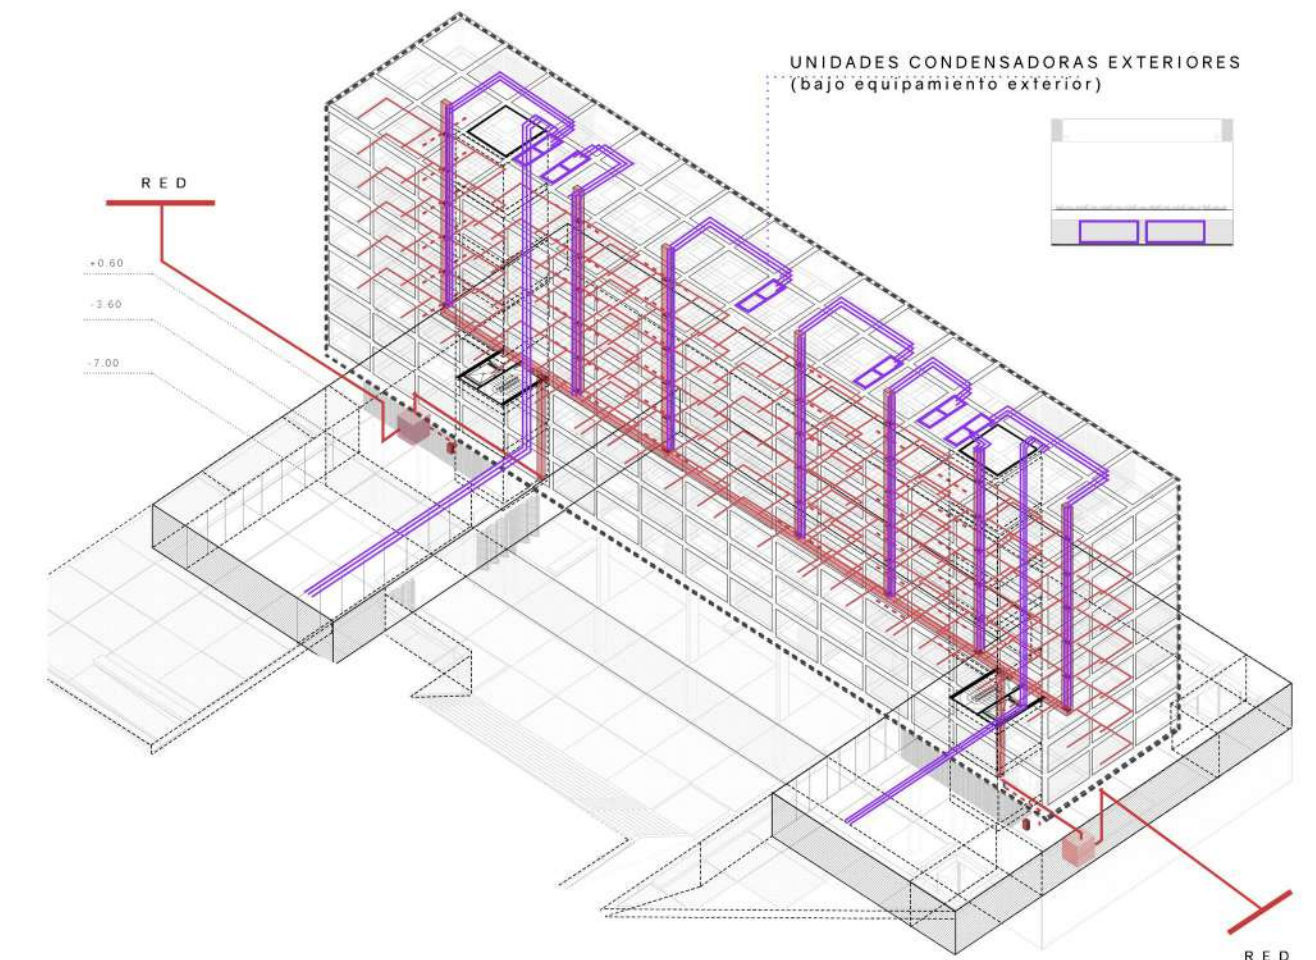 UNIDADES CONDENSADORAS EXTERIORES
(bajo equipamiento exterior)
RED
+0.60
-3.60
-7.00
RED